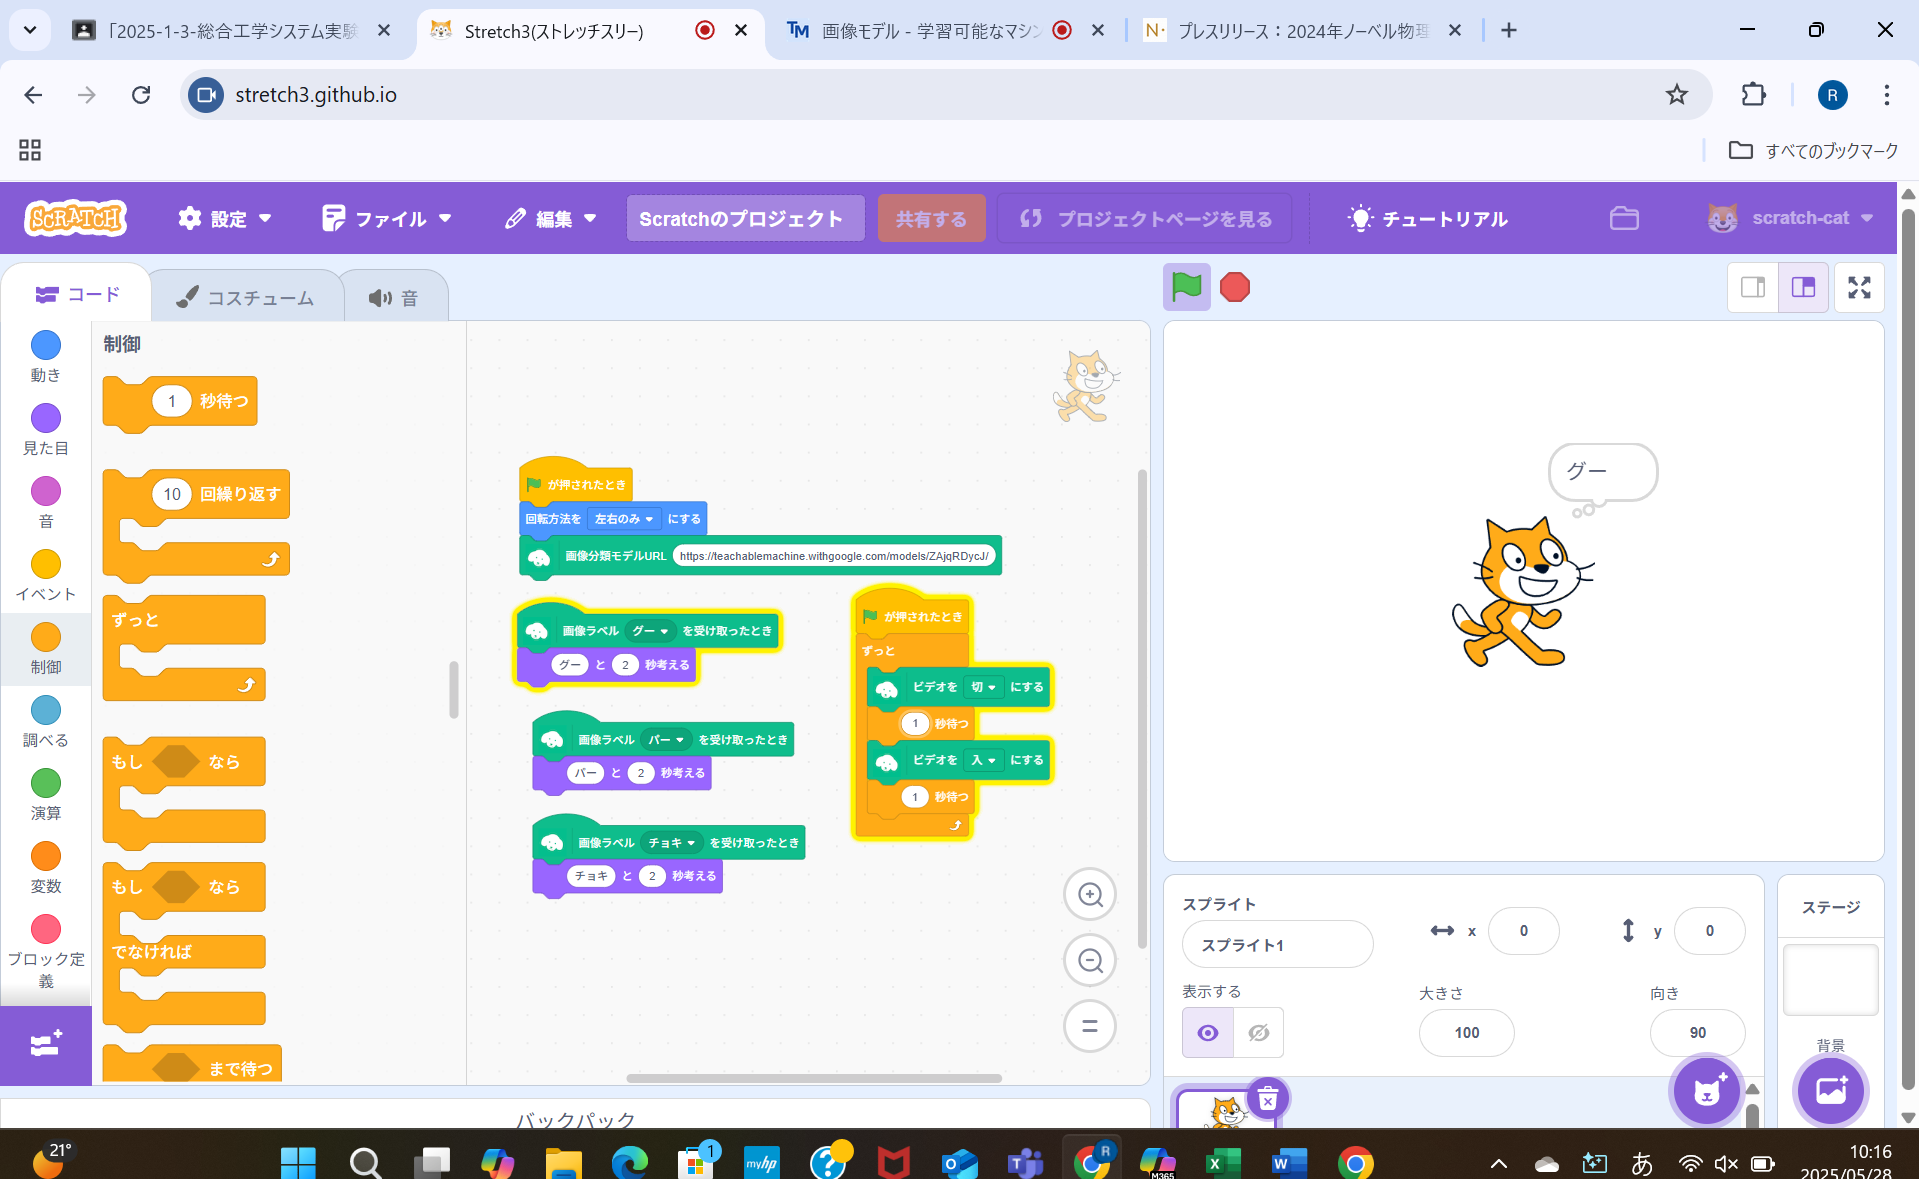 「2025-1-3-総合工学システム実験
Stretch3(ストレッチスリー)
TM 画像モデル - 学習可能なマシン
N プレスリリース：2024年ノーベル物理
stretch3.github.io
R
すべてのブックマーク
SCRATCH
設定
ファイル
編集
Scratchのプロジェクト
共有する
プロジェクトページを見る
チュートリアル
scratch-cat
コード
コスチューム
音
動き
見た目
音
イベント
制御
調べる
演算
変数
ブロック定
義
制御
1 秒待つ
10 回繰り返す
ずっと
もし なら
もし なら
でなければ
まで待つ
が押されたとき
回転方法を 左右のみ にする
画像分類モデルURL https://teachablemachine.withgoogle.com/models/ZAjqRDycJ/
画像ラベル グー を受け取ったとき
グー と 2 秒考える
画像ラベル パー を受け取ったとき
パー と 2 秒考える
画像ラベル チョキ を受け取ったとき
チョキ と 2 秒考える
が押されたとき
ずっと
ビデオを 切 にする
1 秒待つ
ビデオを 入 にする
1 秒待つ
バックパック
グー
スプライト
スプライト1
x 0
y 0
表示する
大きさ
100
向き
90
ステージ
背景
21°
1
myhp
R
M365
あ
10:16
2025/05/28